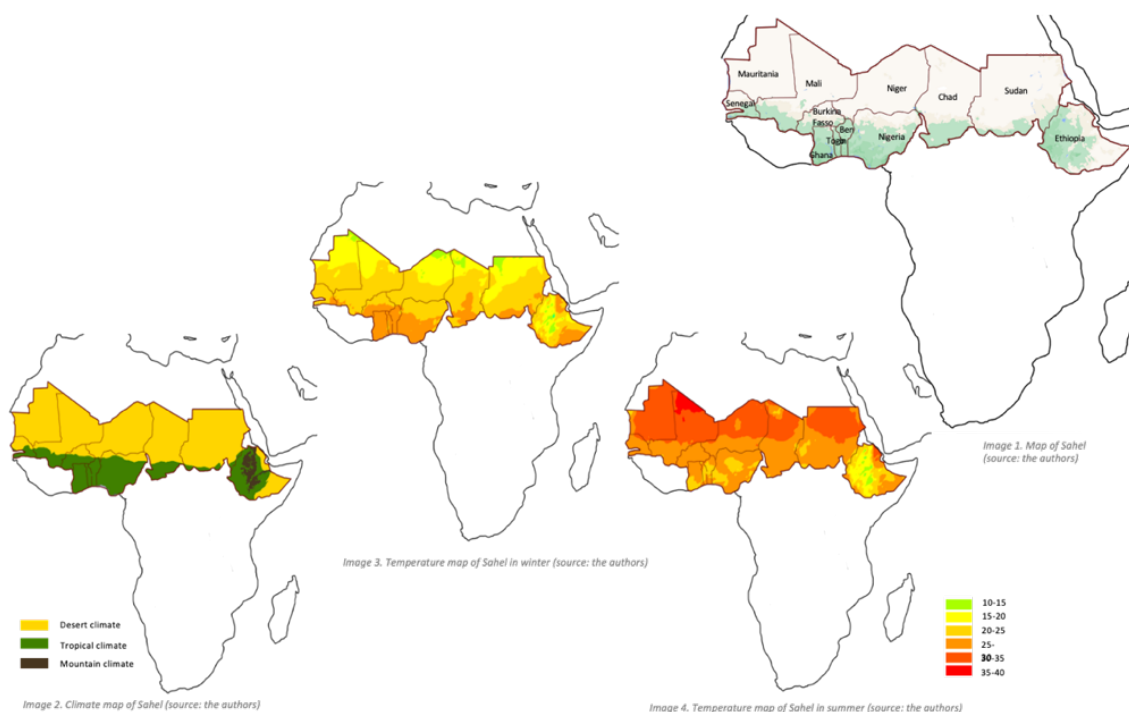 Mauritania
Mali
Niger
Chad
Sudan
Senegal
Burkina
Fasso
Ben
Togo
Nigeria
Ghana
Ethiopia
Image 1. Map of Sahel
(source: the authors)
Image 3. Temperature map of Sahel in winter (source: the authors)
Desert climate
Tropical climate
Mountain climate
Image 2. Climate map of Sahel (source: the authors)
10-15
15-20
20-25
25-
30
30-35
35-40
Image 4. Temperature map of Sahel in summer (source: the authors)